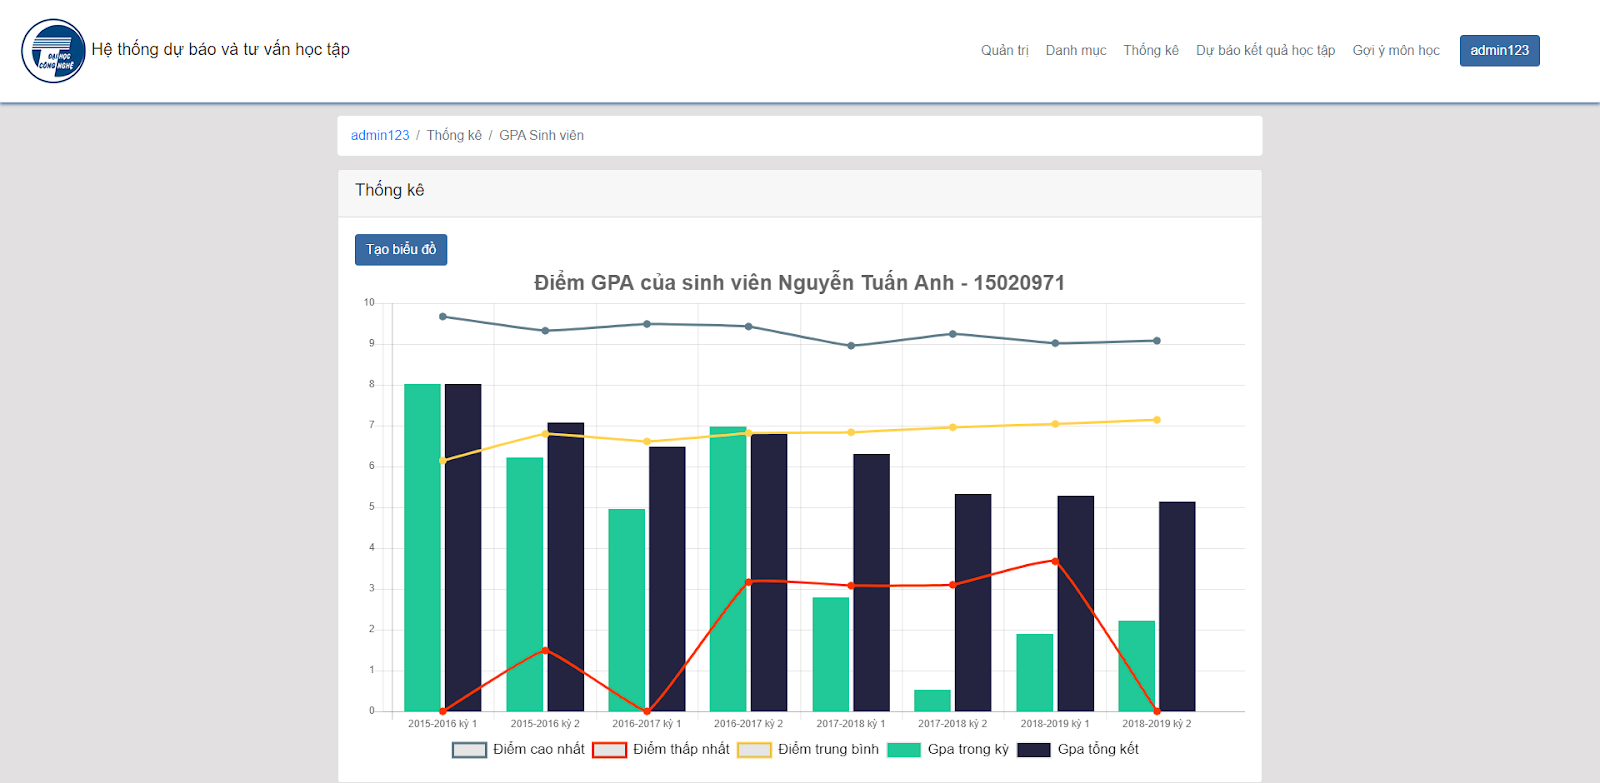 ĐẠI HỌC
CÔNG NGHỆ
Hệ thống dự báo và tư vấn học tập
Quản trị Danh mục Thống kê Dự báo kết quả học tập Gợi ý môn học admin123
admin123 / Thống kê / GPA Sinh viên
Thống kê
Tạo biểu đồ
Điểm GPA của sinh viên Nguyễn Tuấn Anh - 15020971
10
9
8
7
6
5
4
3
2
1
0
2015-2016 kỳ 1 2015-2016 kỳ 2 2016-2017 kỳ 1 2016-2017 kỳ 2 2017-2018 kỳ 1 2017-2018 kỳ 2 2018-2019 kỳ 1 2018-2019 kỳ 2
Điểm cao nhất Điểm thấp nhất Điểm trung bình Gpa trong kỳ Gpa tổng kết